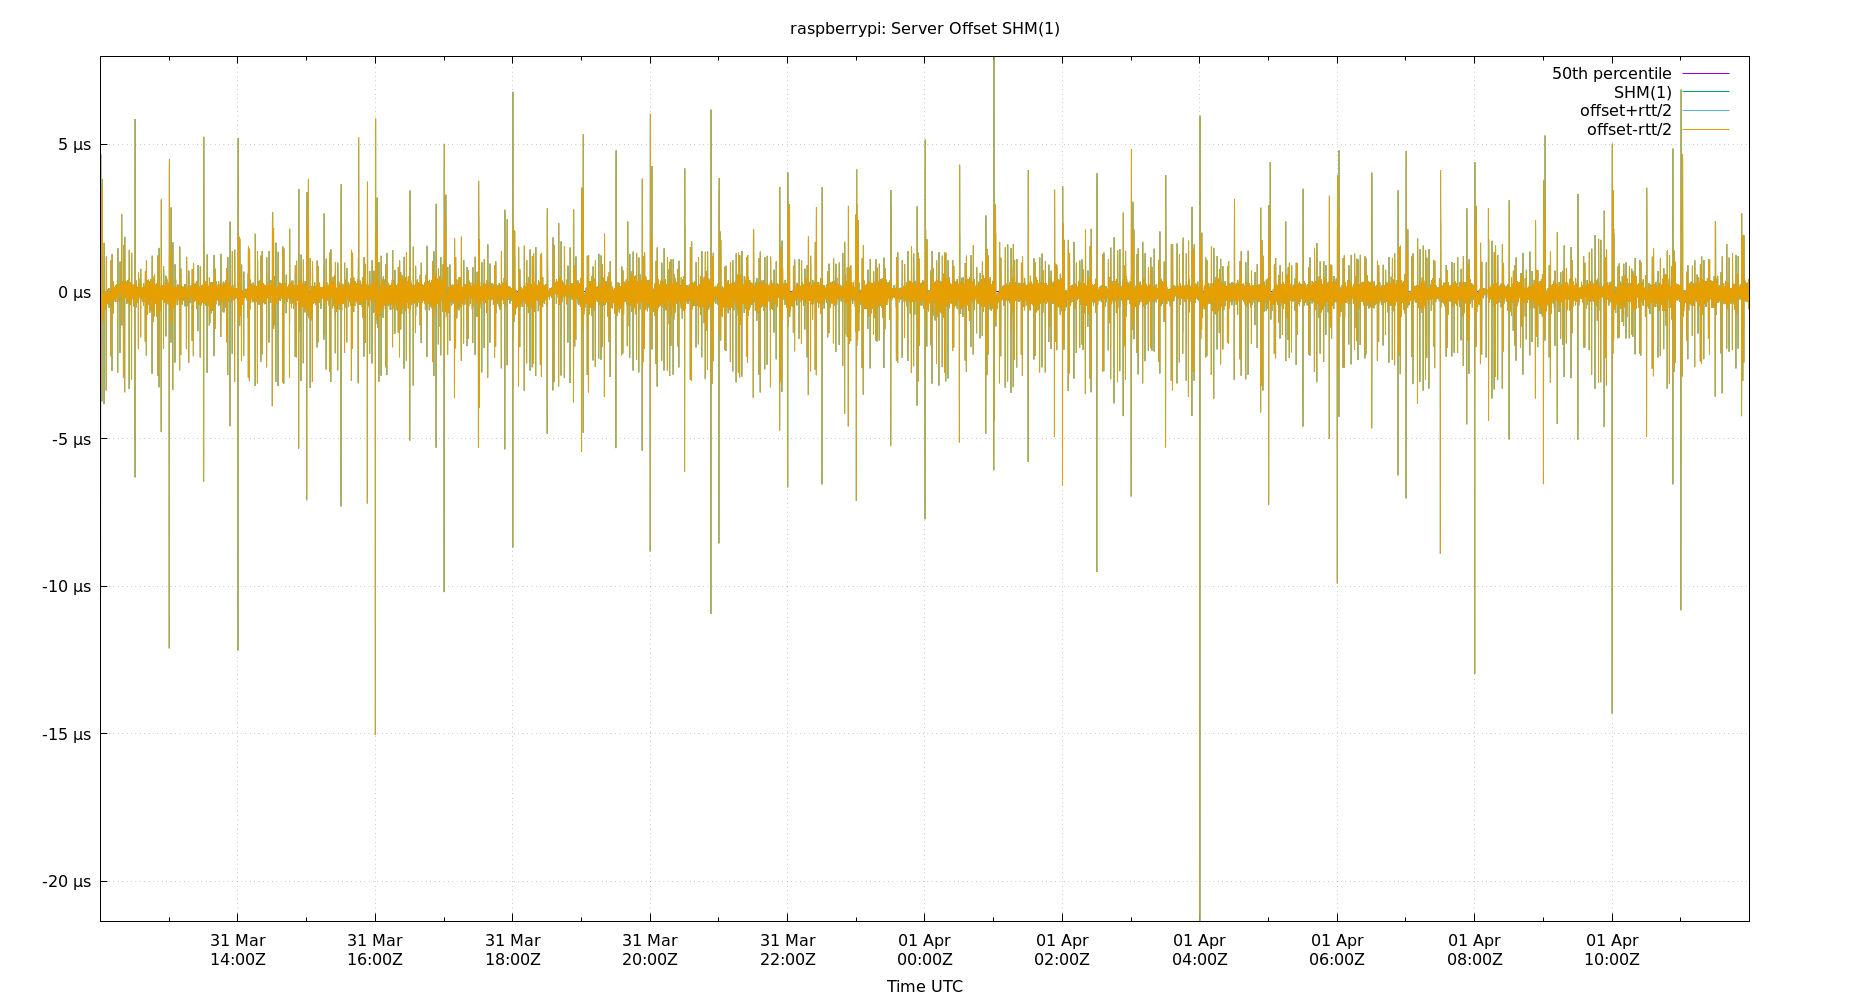 raspberrypi: Server Offset SHM(1)
50th percentile
SHM(1)
offset+rtt/2
offset-rtt/2
5 µs
0 µs
-5 µs
-10 µs
-15 µs
-20 µs
31 Mar 31 Mar 31 Mar 31 Mar 31 Mar 01 Apr 01 Apr 01 Apr 01 Apr 01 Apr 01 Apr
14:00Z 16:00Z 18:00Z 20:00Z 22:00Z 00:00Z 02:00Z 04:00Z 06:00Z 08:00Z 10:00Z
Time UTC